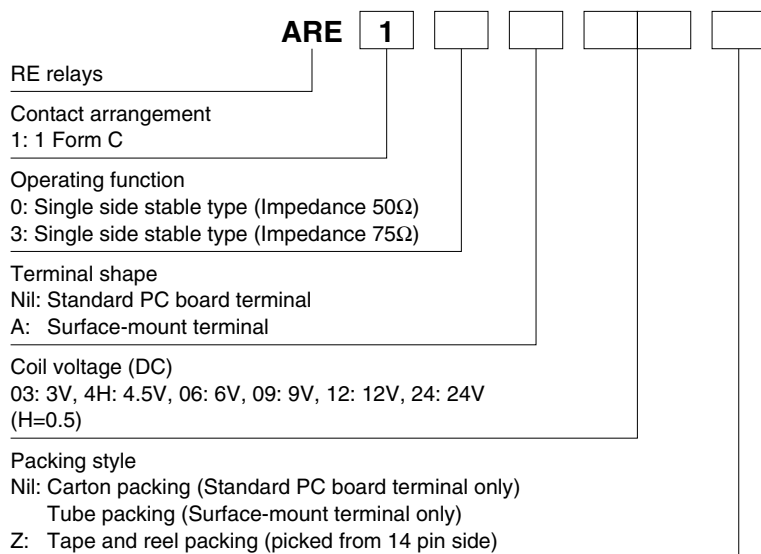 ARE 1
RE relays
Contact arrangement
1: 1 Form C
Operating function
0: Single side stable type (Impedance 50Ω)
3: Single side stable type (Impedance 75Ω)
Terminal shape
Nil: Standard PC board terminal
A: Surface-mount terminal
Coil voltage (DC)
03: 3V, 4H: 4.5V, 06: 6V, 09: 9V, 12: 12V, 24: 24V
(H=0.5)
Packing style
Nil: Carton packing (Standard PC board terminal only)
Tube packing (Surface-mount terminal only)
Z: Tape and reel packing (picked from 14 pin side)